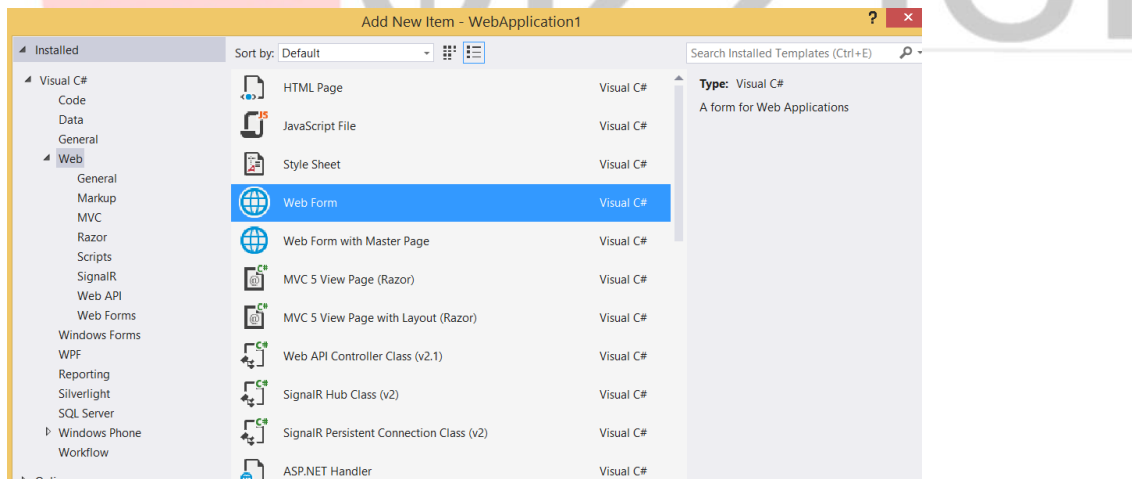 Add New Item - WebApplication1
?
Installed
Sort by: Default
Search Installed Templates (Ctrl+E)
Visual C#
Code
Data
General
Web
General
Markup
MVC
Razor
Scripts
SignalR
Web API
Web Forms
Windows Forms
WPF
Reporting
Silverlight
SQL Server
Windows Phone
Workflow
HTML Page Visual C#
JavaScript File Visual C#
Style Sheet Visual C#
Web Form Visual C#
Web Form with Master Page Visual C#
MVC 5 View Page (Razor) Visual C#
MVC 5 View Page with Layout (Razor) Visual C#
Web API Controller Class (v2.1) Visual C#
SignalR Hub Class (v2) Visual C#
SignalR Persistent Connection Class (v2) Visual C#
ASP.NET Handler Visual C#
Type: Visual C#
A form for Web Applications